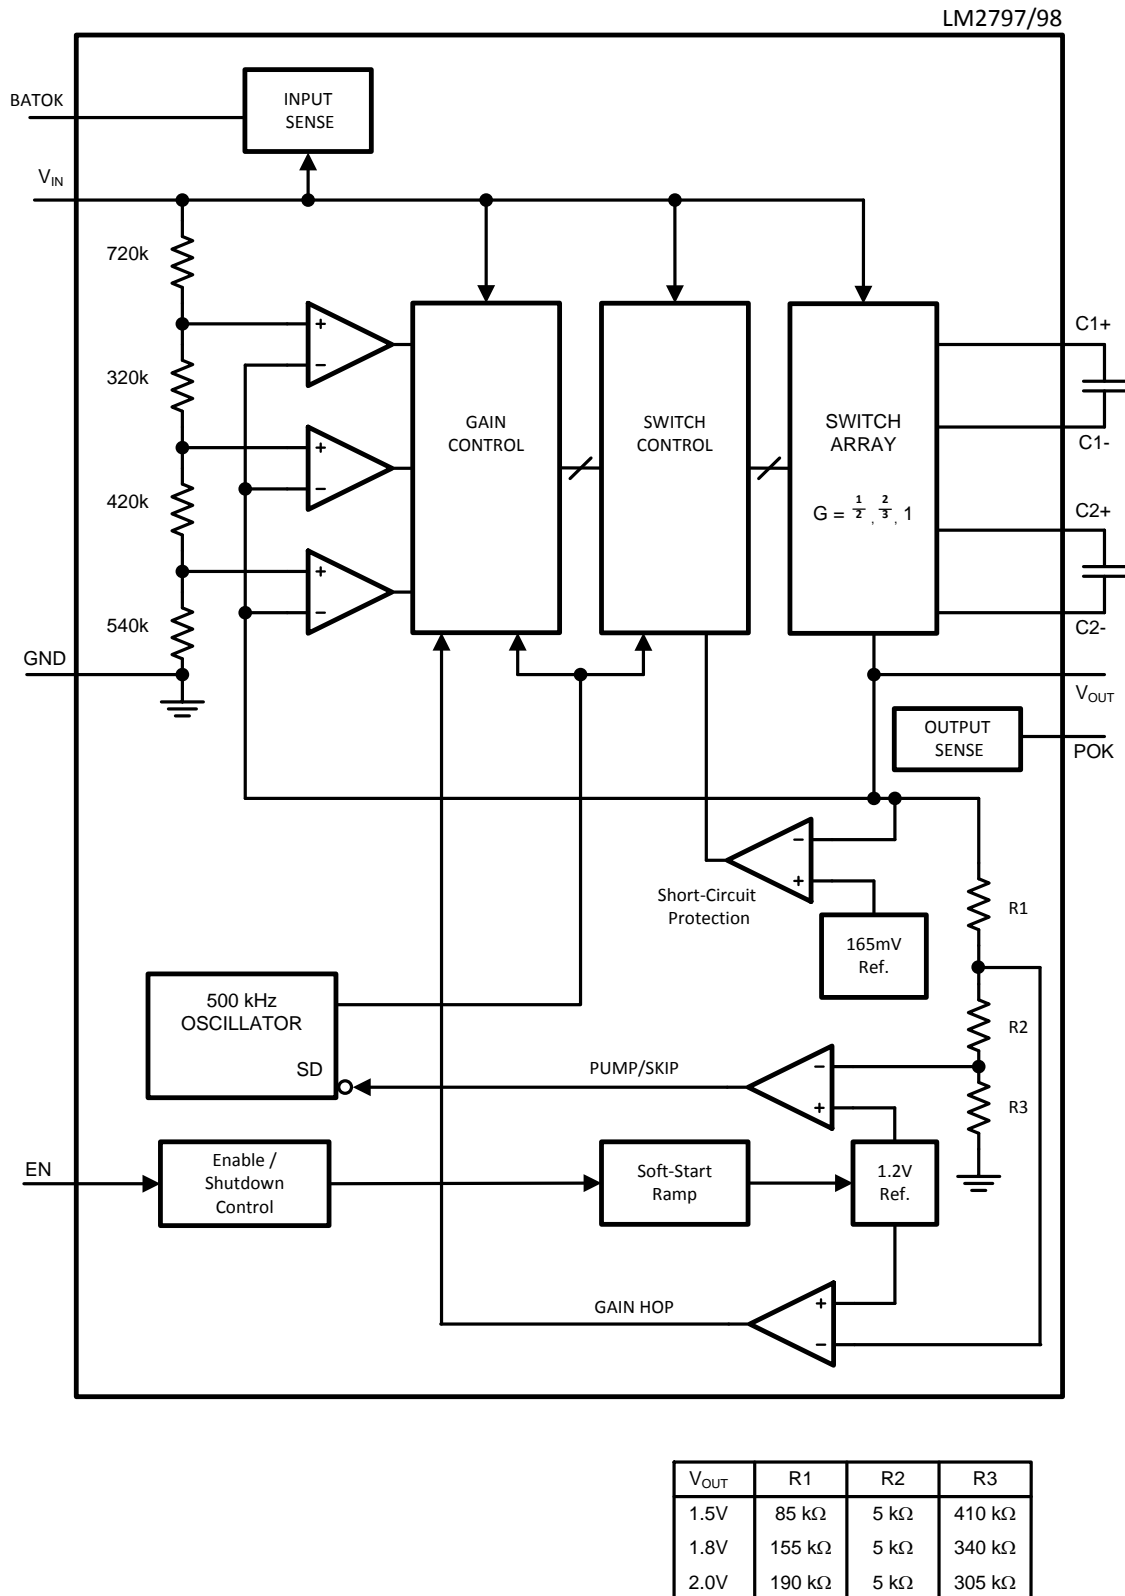 LM2797/98
BATOK
INPUT
SENSE
VIN
720k
320k
420k
540k
GND
+
−
+
−
+
−
GAIN
CONTROL
SWITCH
CONTROL
SWITCH
ARRAY
G = 1/2, 2/3, 1
C1+
C1-
C2+
C2-
VOUT
OUTPUT
SENSE
POK
−
+
Short-Circuit
Protection
165mV
Ref.
R1
R2
R3
500 kHz
OSCILLATOR
SD
PUMP/SKIP
−
+
EN
Enable /
Shutdown
Control
Soft-Start
Ramp
1.2V
Ref.
GAIN HOP
+
−
VOUT R1 R2 R3
1.5V 85 kΩ 5 kΩ 410 kΩ
1.8V 155 kΩ 5 kΩ 340 kΩ
2.0V 190 kΩ 5 kΩ 305 kΩ